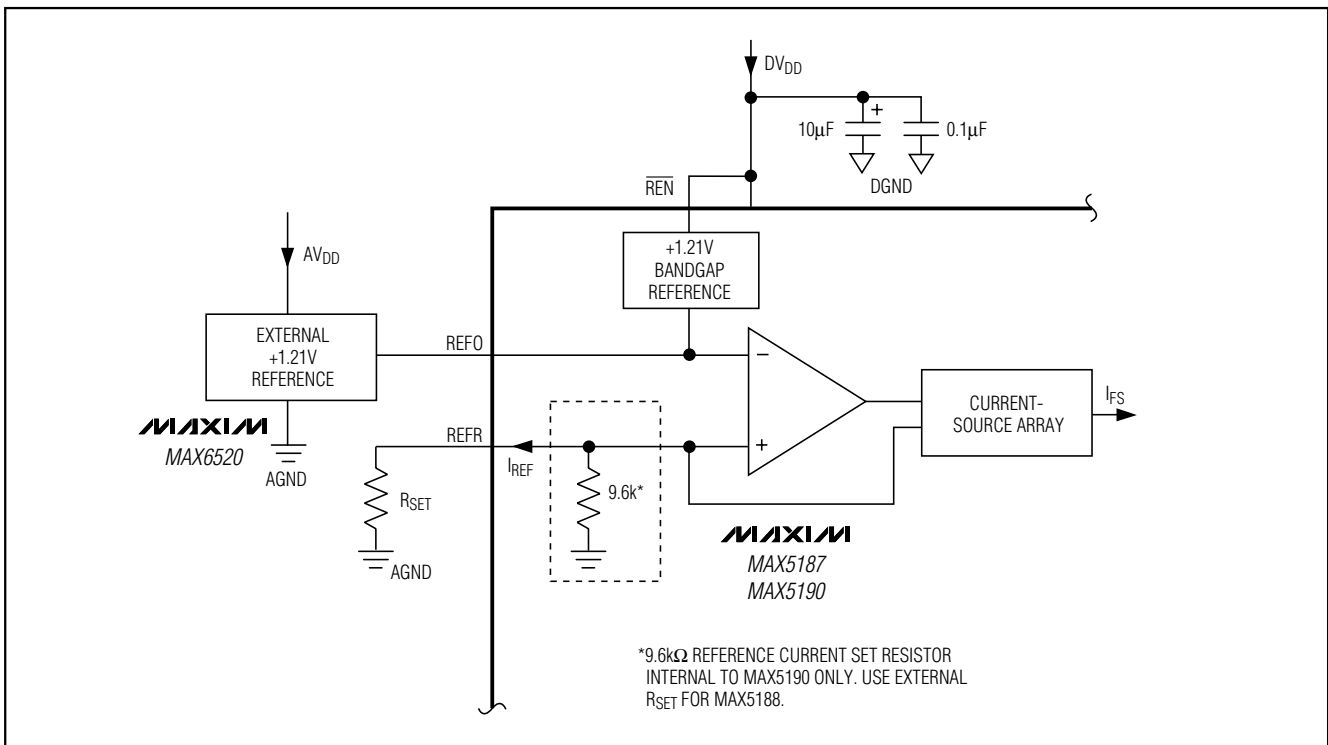 DVDD
10µF
+
0.1µF
DGND
REN
AVDD
+1.21V
BANDGAP
REFERENCE
EXTERNAL
+1.21V
REFERENCE
REFO
−
CURRENT-
SOURCE ARRAY
IFS
MAXIM
MAX6520
AGND
REFR
IREF
+
9.6k*
RSET
AGND
MAXIM
MAX5187
MAX5190
*9.6kΩ REFERENCE CURRENT SET RESISTOR
INTERNAL TO MAX5190 ONLY. USE EXTERNAL
RSET FOR MAX5188.